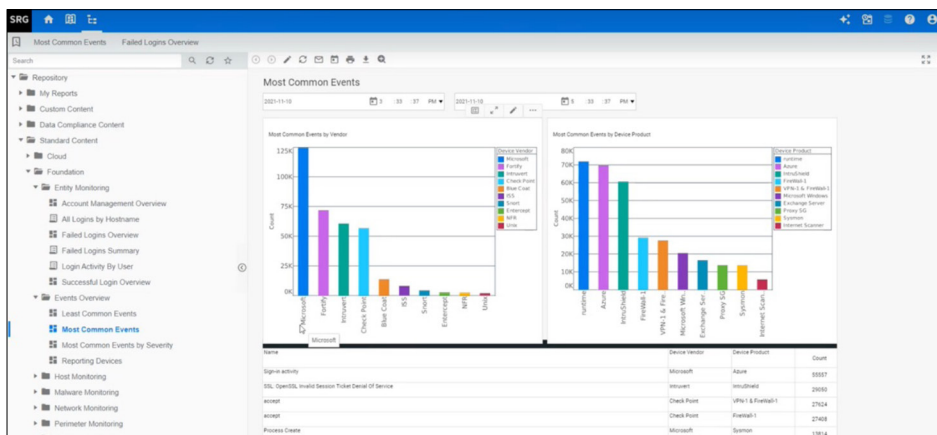 SRG
Most Common Events Failed Logins Overview
Search
Repository
My Reports
Custom Content
Data Compliance Content
Standard Content
Cloud
Foundation
Entity Monitoring
Account Management Overview
All Logins by Hostname
Failed Logins Overview
Failed Logins Summary
Login Activity By User
Successful Login Overview
Events Overview
Least Common Events
Most Common Events
Most Common Events by Severity
Reporting Devices
Host Monitoring
Malware Monitoring
Network Monitoring
Perimeter Monitoring
Most Common Events
2021-11-10 3 :33 :37 PM 2021-11-10 5 :33 :37 PM
Most Common Events by Vendor
125K
100K
75K
50K
25K
0K
Count
Microsoft
Fortify
Intruvert
Check Point
Blue Coat
ISS
Snort
Entercept
NFR
Unix
Device Vendor
Microsoft
Fortify
Intruvert
Check Point
Blue Coat
ISS
Snort
Entercept
NFR
Unix
Microsoft
Most Common Events by Device Product
80K
70K
60K
50K
40K
30K
20K
10K
0K
Count
runtime
Azure
IntruShield
FireWall-1
VPN-1 & Fire.
Microsoft Win.
Exchange Ser.
Proxy SG
Sysmon
Internet Scan.
Device Product
runtime
Azure
IntruShield
FireWall-1
VPN-1 & FireWall-1
Microsoft Windows
Exchange Server
Proxy SG
Sysmon
Internet Scanner
Name Device Vendor Device Product Count
Sign-in activity Microsoft Azure 55557
SSL: OpenSSL Invalid Session Ticket Denial Of Service Intruvert IntruShield 29050
accept Check Point VPN-1 & FireWall-1 27624
accept Check Point FireWall-1 27408
Process Create Microsoft Sysmon 13814